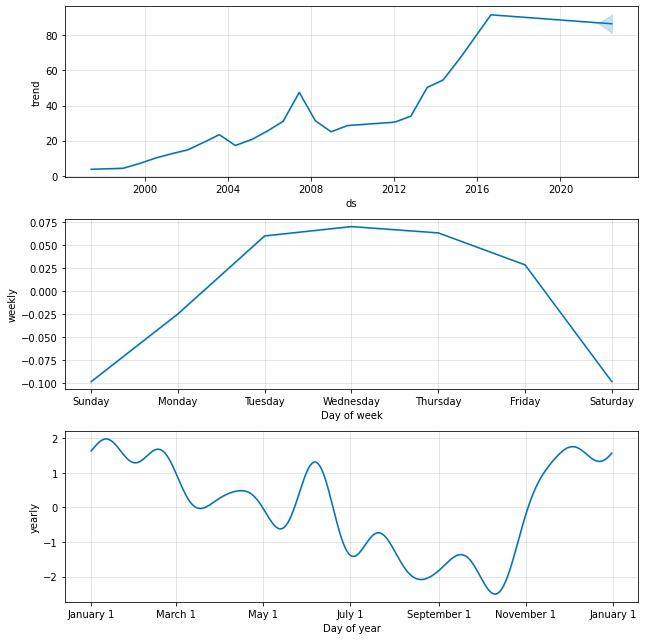 trend
80
60
40
20
0
2000 2004 2008 2012 2016 2020
ds
weekly
0.075
0.050
0.025
0.000
−0.025
−0.050
−0.075
−0.100
Sunday Monday Tuesday Wednesday Thursday Friday Saturday
Day of week
yearly
2
1
0
−1
−2
January 1 March 1 May 1 July 1 September 1 November 1 January 1
Day of year